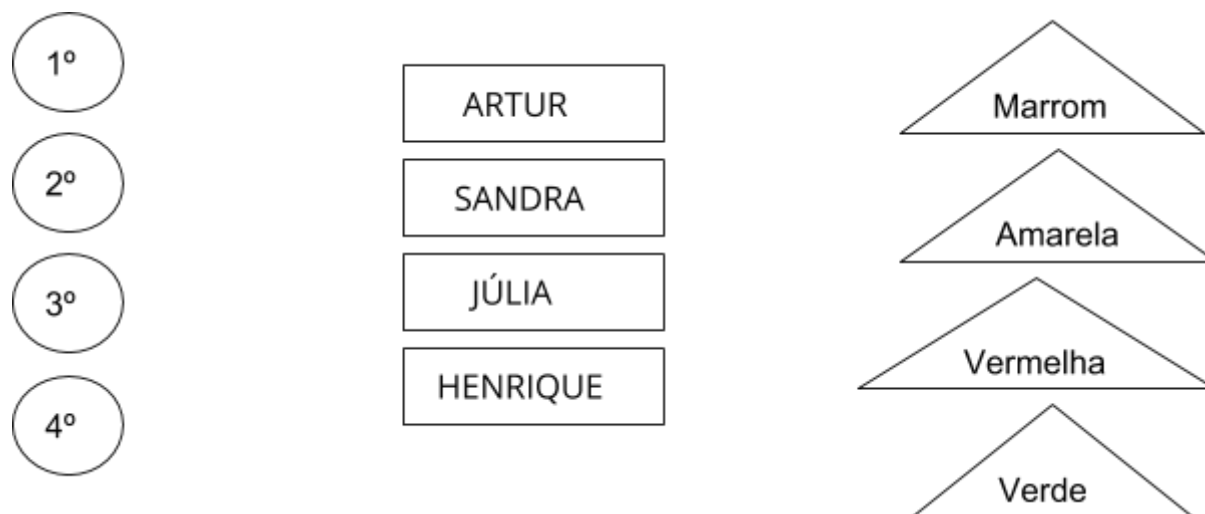 1º
2º
3º
4º
ARTUR
SANDRA
JÚLIA
HENRIQUE
Marrom
Amarela
Vermelha
Verde